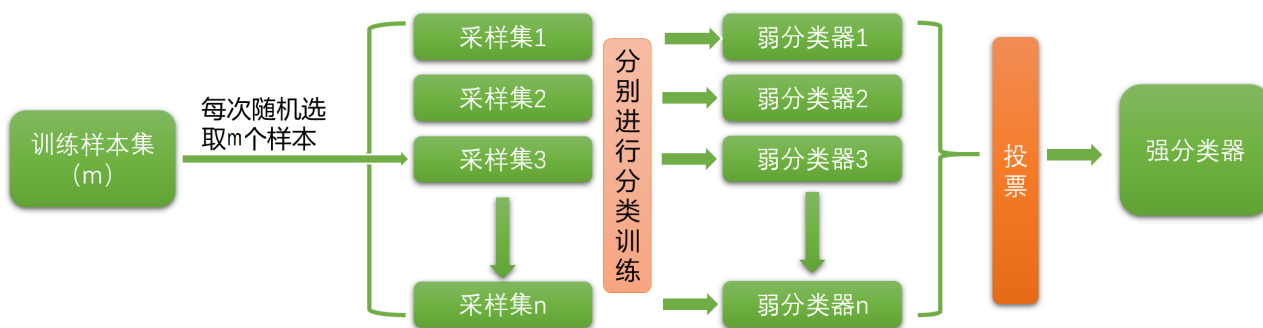 训练样本集
（m）
每次随机选
取m个样本
采样集1
采样集2
采样集3
采样集n
分别进行分类训练
弱分类器1
弱分类器2
弱分类器3
弱分类器n
投票
强分类器